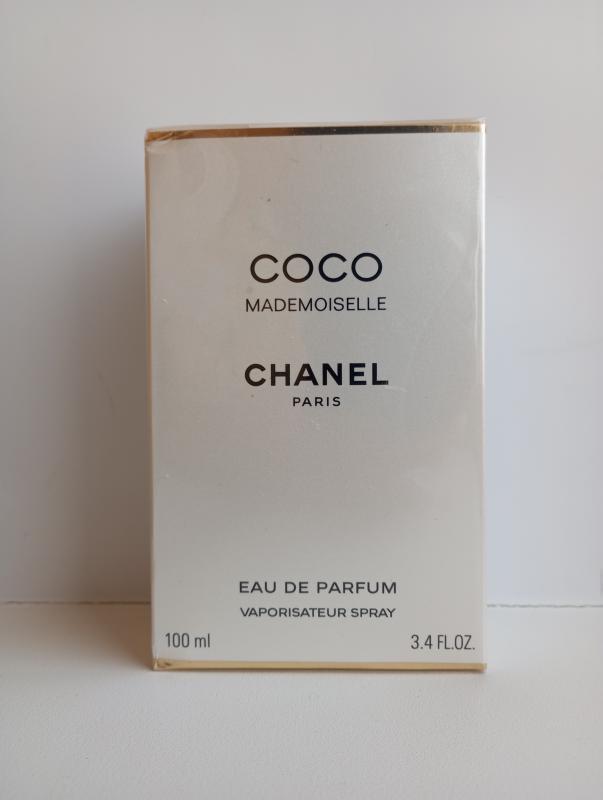 COCO
MADEMOISELLE
CHANEL
PARIS
EAU DE PARFUM
VAPORISATEUR SPRAY
100 ml 3.4 FL.OZ.